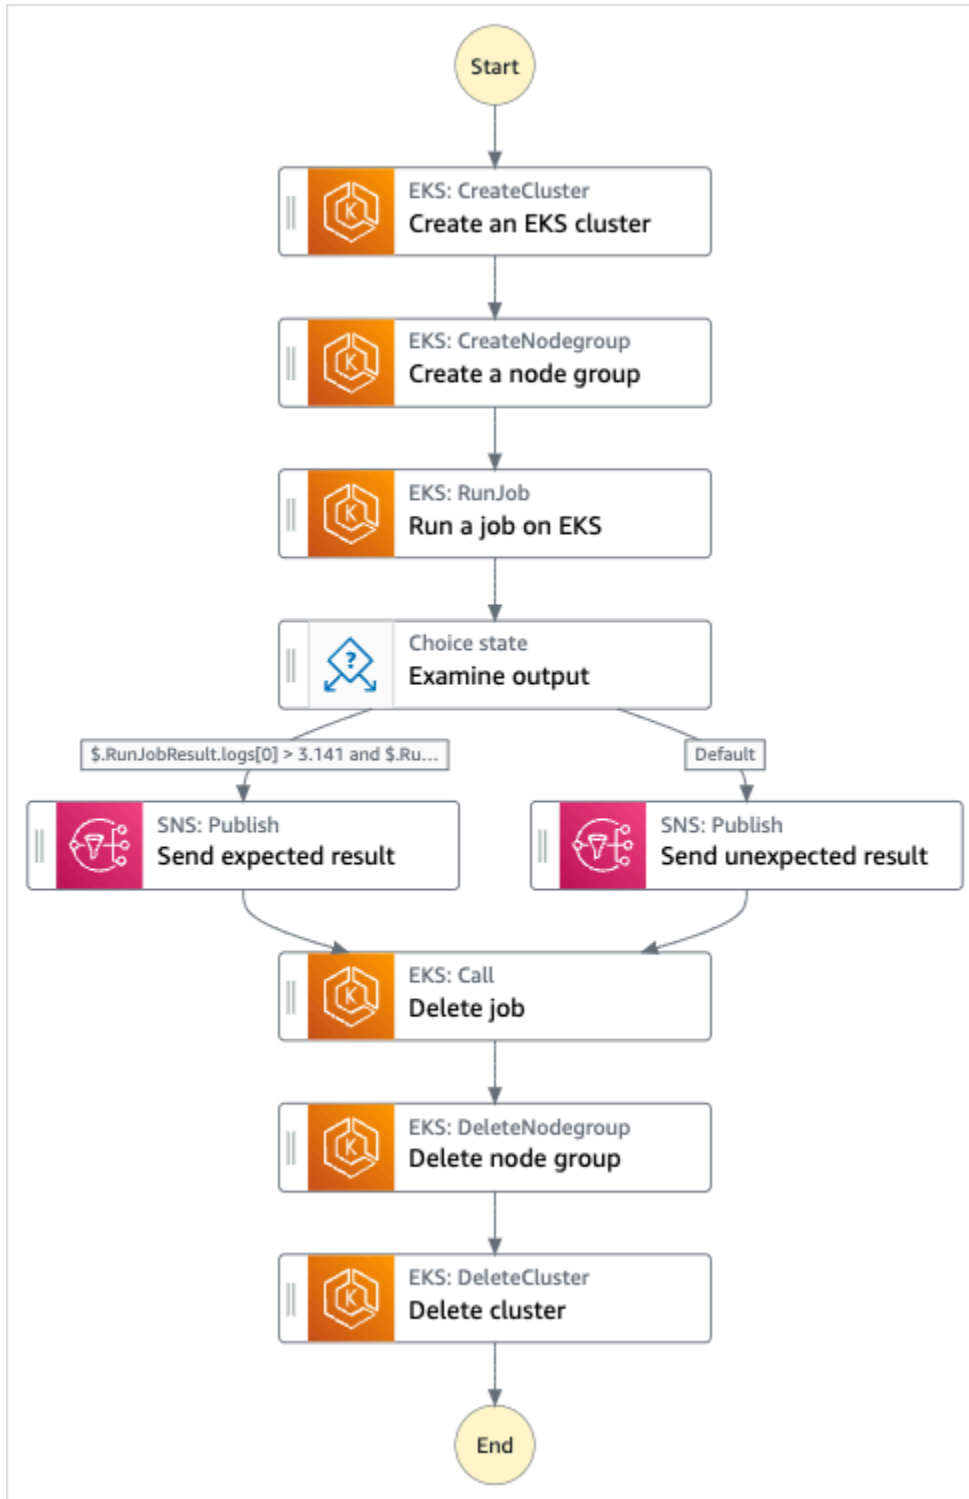 Start
EKS: CreateCluster
Create an EKS cluster
EKS: CreateNodegroup
Create a node group
EKS: RunJob
Run a job on EKS
Choice state
Examine output
$.RunJobResult.logs[0] > 3.141 and $.Ru...
Default
SNS: Publish
Send expected result
SNS: Publish
Send unexpected result
EKS: Call
Delete job
EKS: DeleteNodegroup
Delete node group
EKS: DeleteCluster
Delete cluster
End